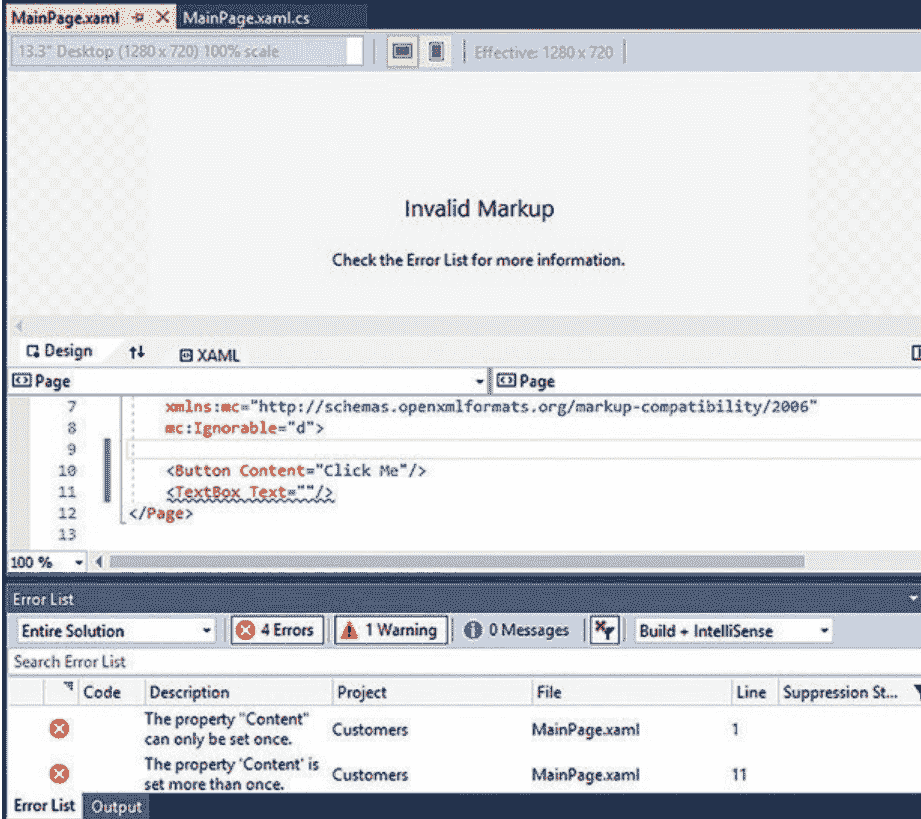 MainPage.xaml MainPage.xaml.cs
13.3" Desktop (1280 x 720) 100% scale Effective: 1280 x 720
Invalid Markup
Check the Error List for more information.
Design XAML
Page Page
7 xmlns:mc="http://schemas.openxmlformats.org/markup-compatibility/2006"
8 mc:Ignorable="d">
9
10 <Button Content="Click Me"/>
11 <TextBox Text=""/>
12 </Page>
13
100 %
Error List
Entire Solution 4 Errors 1 Warning 0 Messages Build + IntelliSense
Search Error List
Code Description Project File Line Suppression St...
The property "Content"
can only be set once. Customers MainPage.xaml 1
The property 'Content' is
set more than once. Customers MainPage.xaml 11
Error List Output